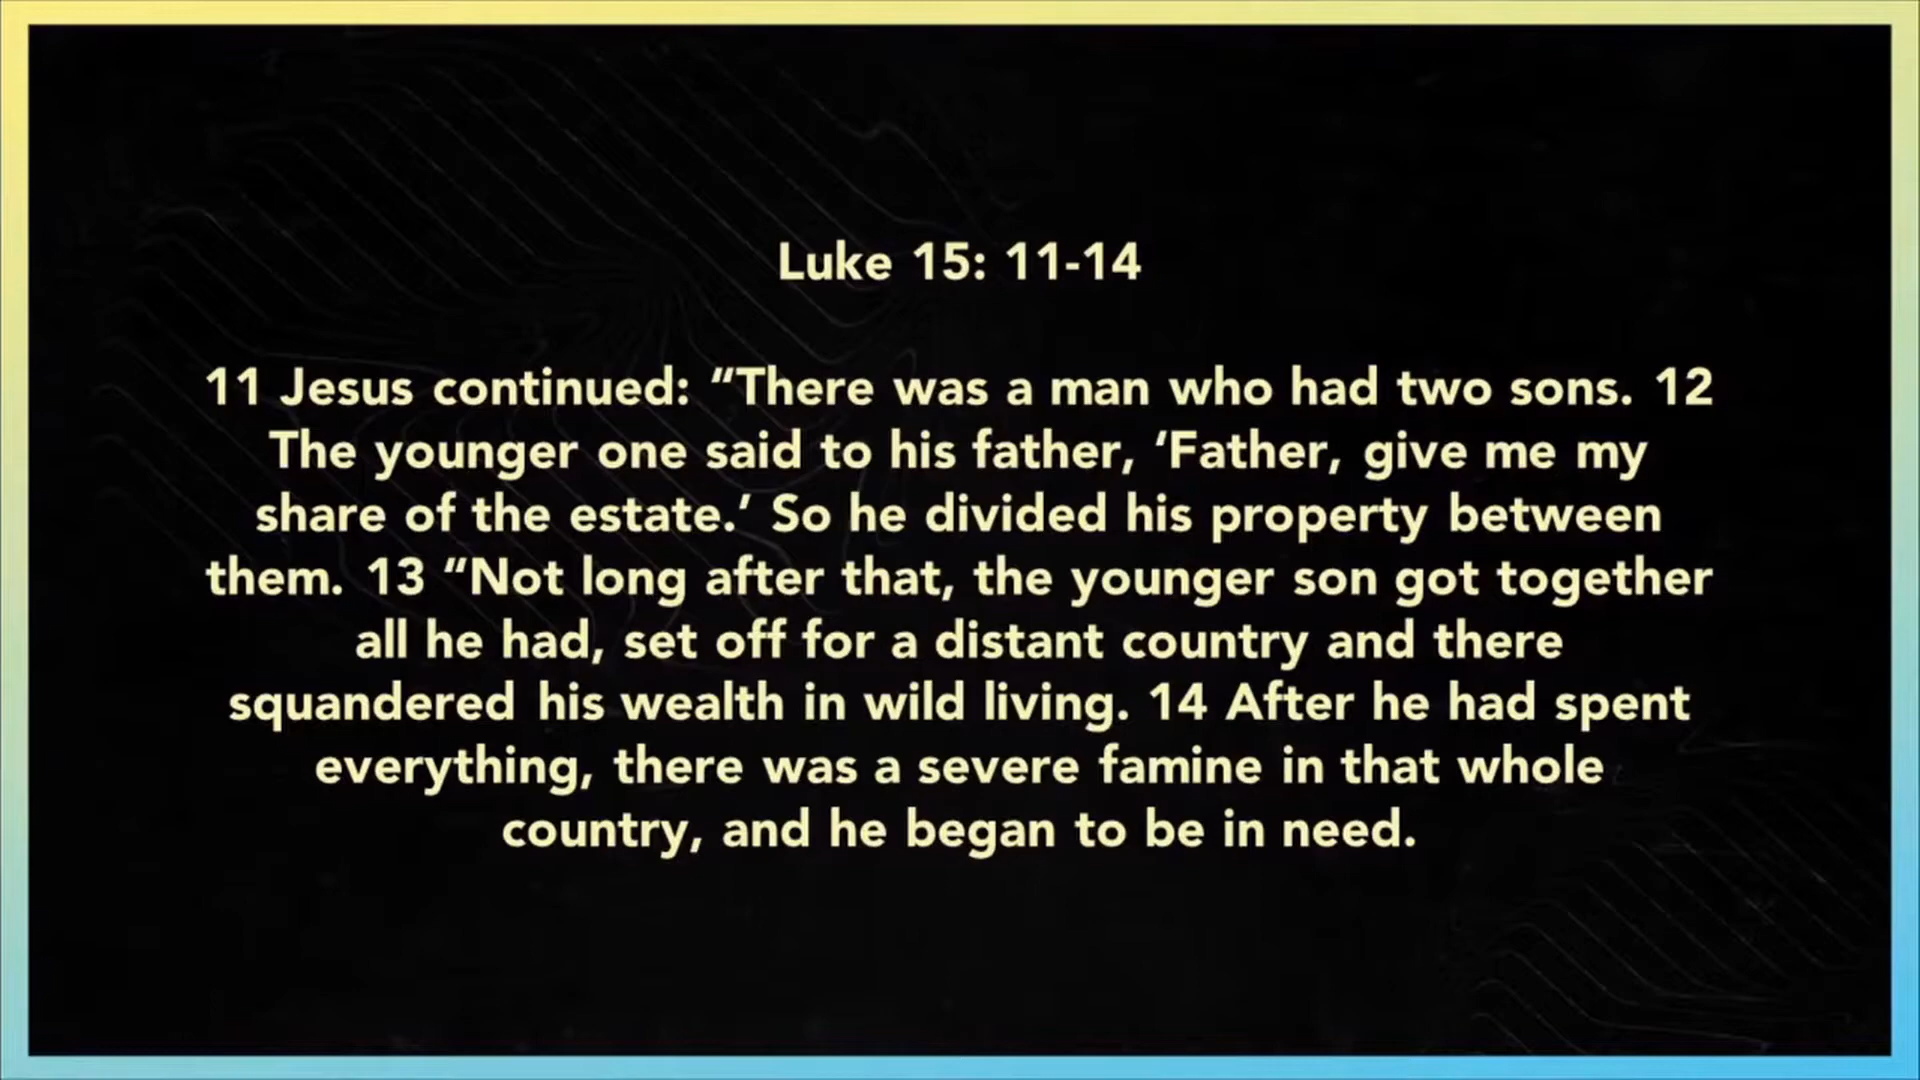 Luke 15: 11-14
11 Jesus continued: “There was a man who had two sons. 12
The younger one said to his father, ‘Father, give me my
share of the estate.’ So he divided his property between
them. 13 “Not long after that, the younger son got together
all he had, set off for a distant country and there
squandered his wealth in wild living. 14 After he had spent
everything, there was a severe famine in that whole
country, and he began to be in need.